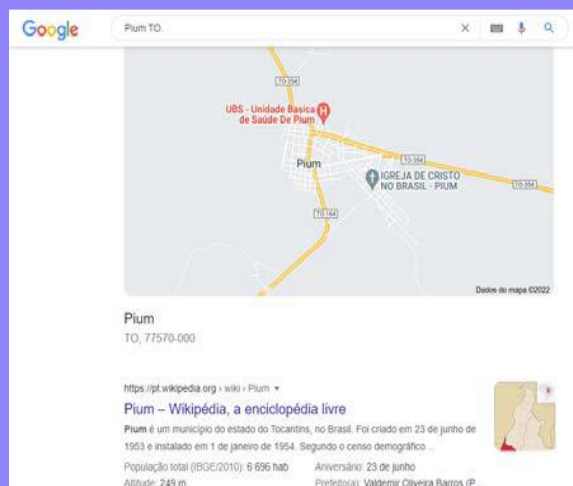 Google
Pium TO.
TO-354
UBS - Unidade Basica
de Saúde De Pium
Pium
TO-354
IGREJA DE CRISTO
NO BRASIL - PIUM
TO-354
TO-164
Dados do mapa ©2022
Pium
TO, 77570-000
https://pt.wikipedia.org › wiki › Pium
Pium – Wikipédia, a enciclopédia livre
Pium é um município do estado do Tocantins, no Brasil. Foi criado em 23 de junho de
1953 e instalado em 1 de janeiro de 1954. Segundo o censo demográfico ...
População total (IBGE/2010): 6 696 hab Aniversário: 23 de junho
Altitude: 249 m Prefeito(a): Valdemir Oliveira Barros (P...